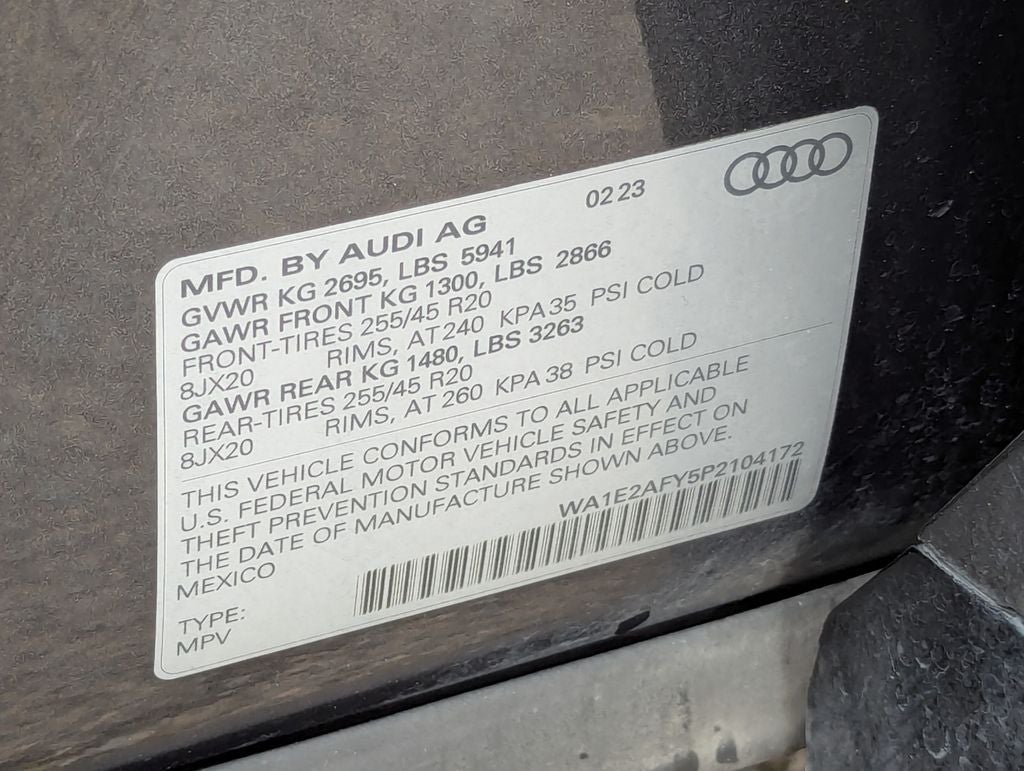 02 23
MFD. BY AUDI AG
GVWR KG 2695, LBS 5941
GAWR FRONT KG 1300, LBS 2866
FRONT-TIRES 255/45 R20
8JX20 RIMS, AT 240 KPA 35 PSI COLD
GAWR REAR KG 1480, LBS 3263
REAR-TIRES 255/45 R20
8JX20 RIMS, AT 260 KPA 38 PSI COLD
THIS VEHICLE CONFORMS TO ALL APPLICABLE
U.S. FEDERAL MOTOR VEHICLE SAFETY AND
THEFT PREVENTION STANDARDS IN EFFECT ON
THE DATE OF MANUFACTURE SHOWN ABOVE.
MEXICO
WA1E2AFY5P2104172
TYPE:
MPV